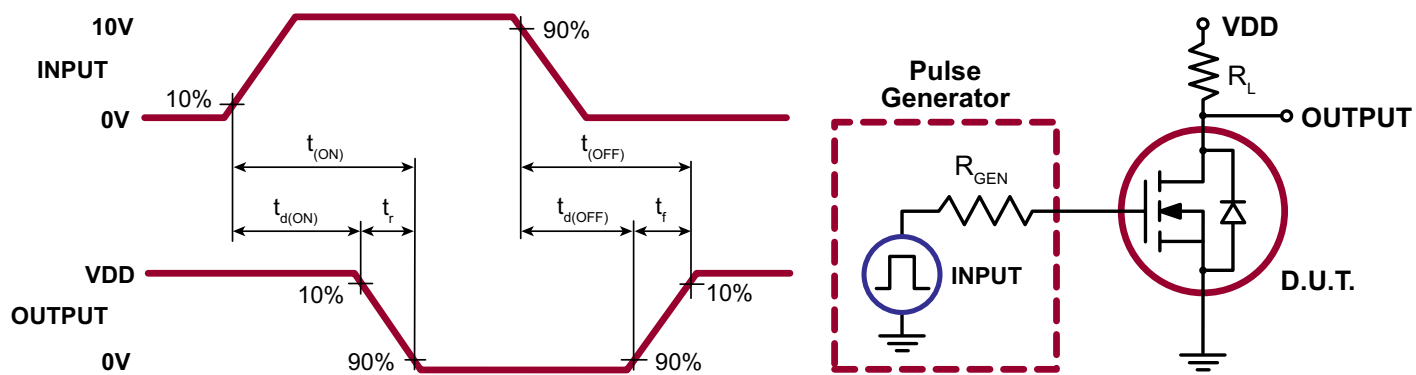 10V
INPUT
10%
0V
90%
t(ON)
t(OFF)
td(ON)
tr
td(OFF)
tf
VDD
10%
10%
OUTPUT
0V
90%
90%
Pulse
Generator
RGEN
INPUT
VDD
RL
OUTPUT
D.U.T.